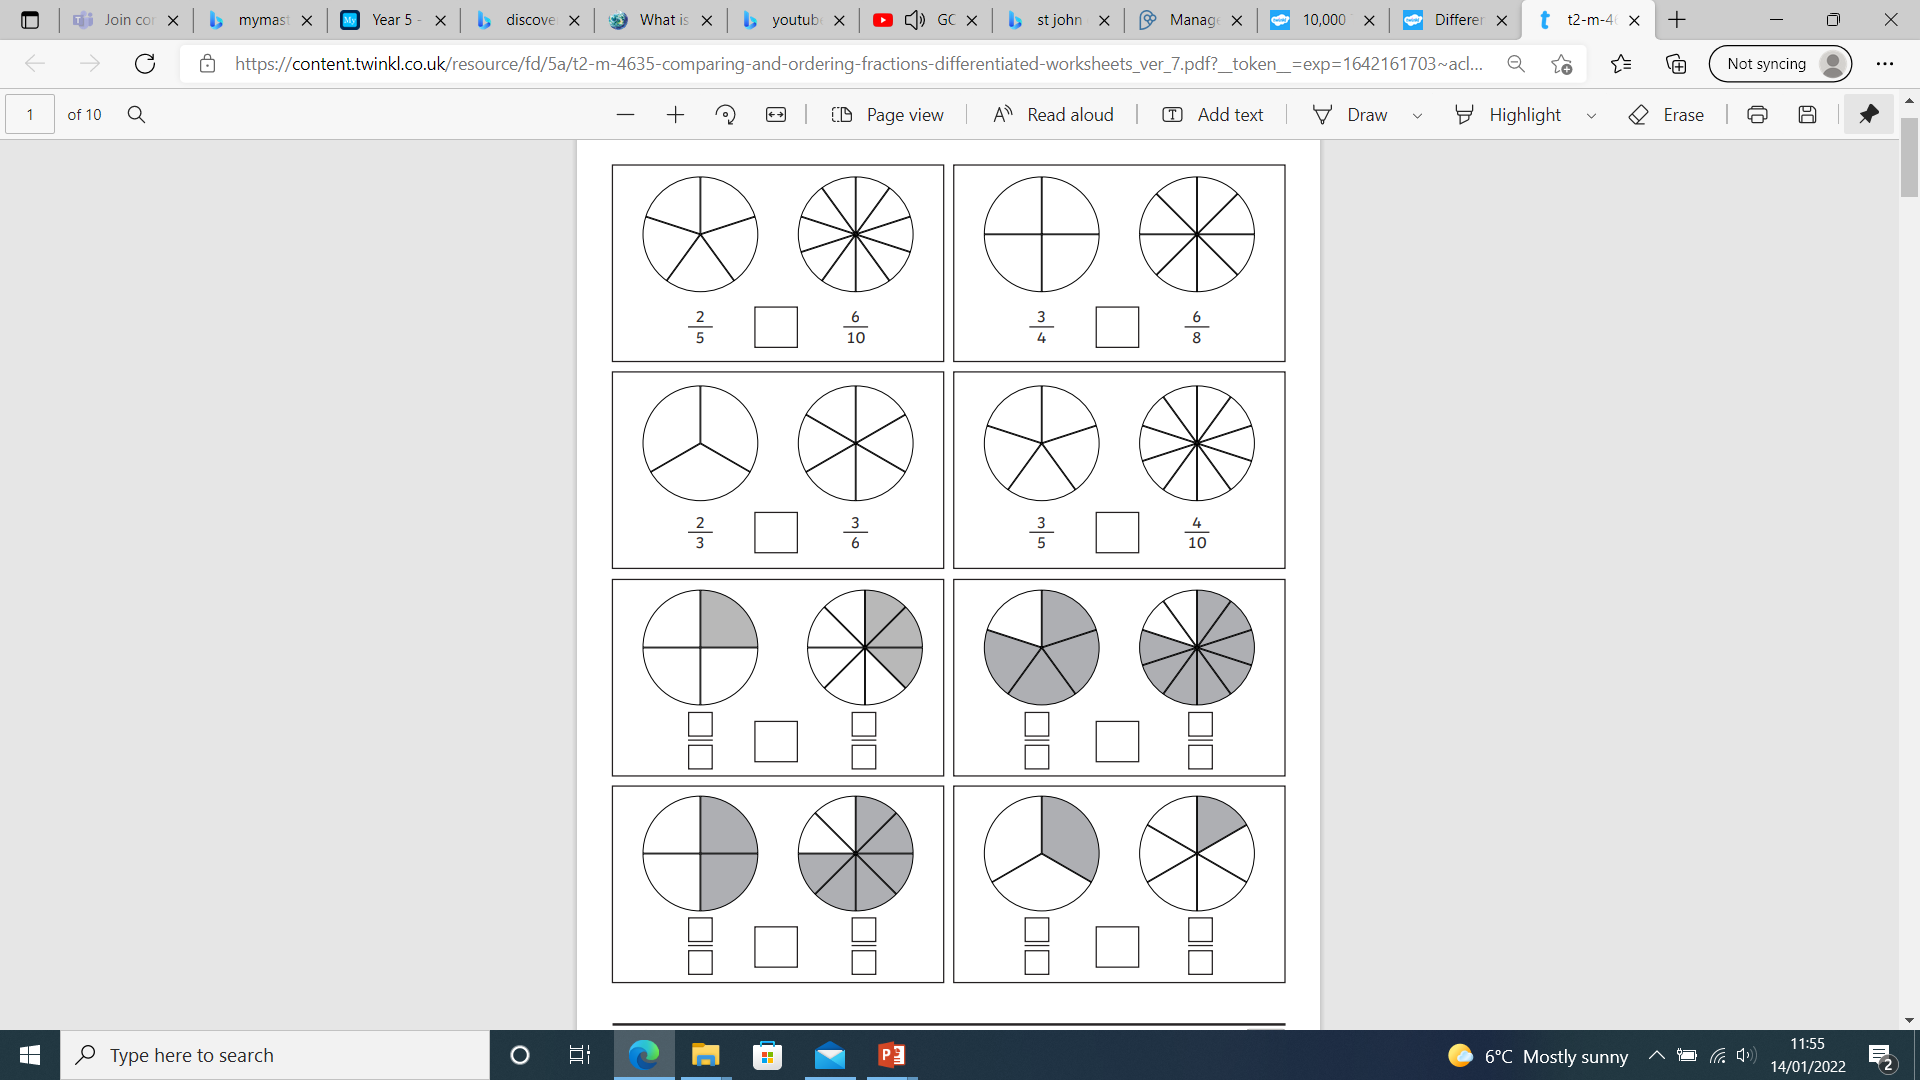 Join cor
mymast
Year 5 -
discove
What is
youtube
GC
st john
Manage
10,000
Differen
t2-m-46
https://content.twinkl.co.uk/resource/fd/5a/t2-m-4635-comparing-and-ordering-fractions-differentiated-worksheets_ver_7.pdf?__token__=exp=1642161703~acl...
Not syncing
1 of 10
Page view
Read aloud
Add text
Draw
Highlight
Erase
2/5 6/10
3/4 6/8
2/3 3/6
3/5 4/10
Type here to search
6°C Mostly sunny
11:55
14/01/2022
2